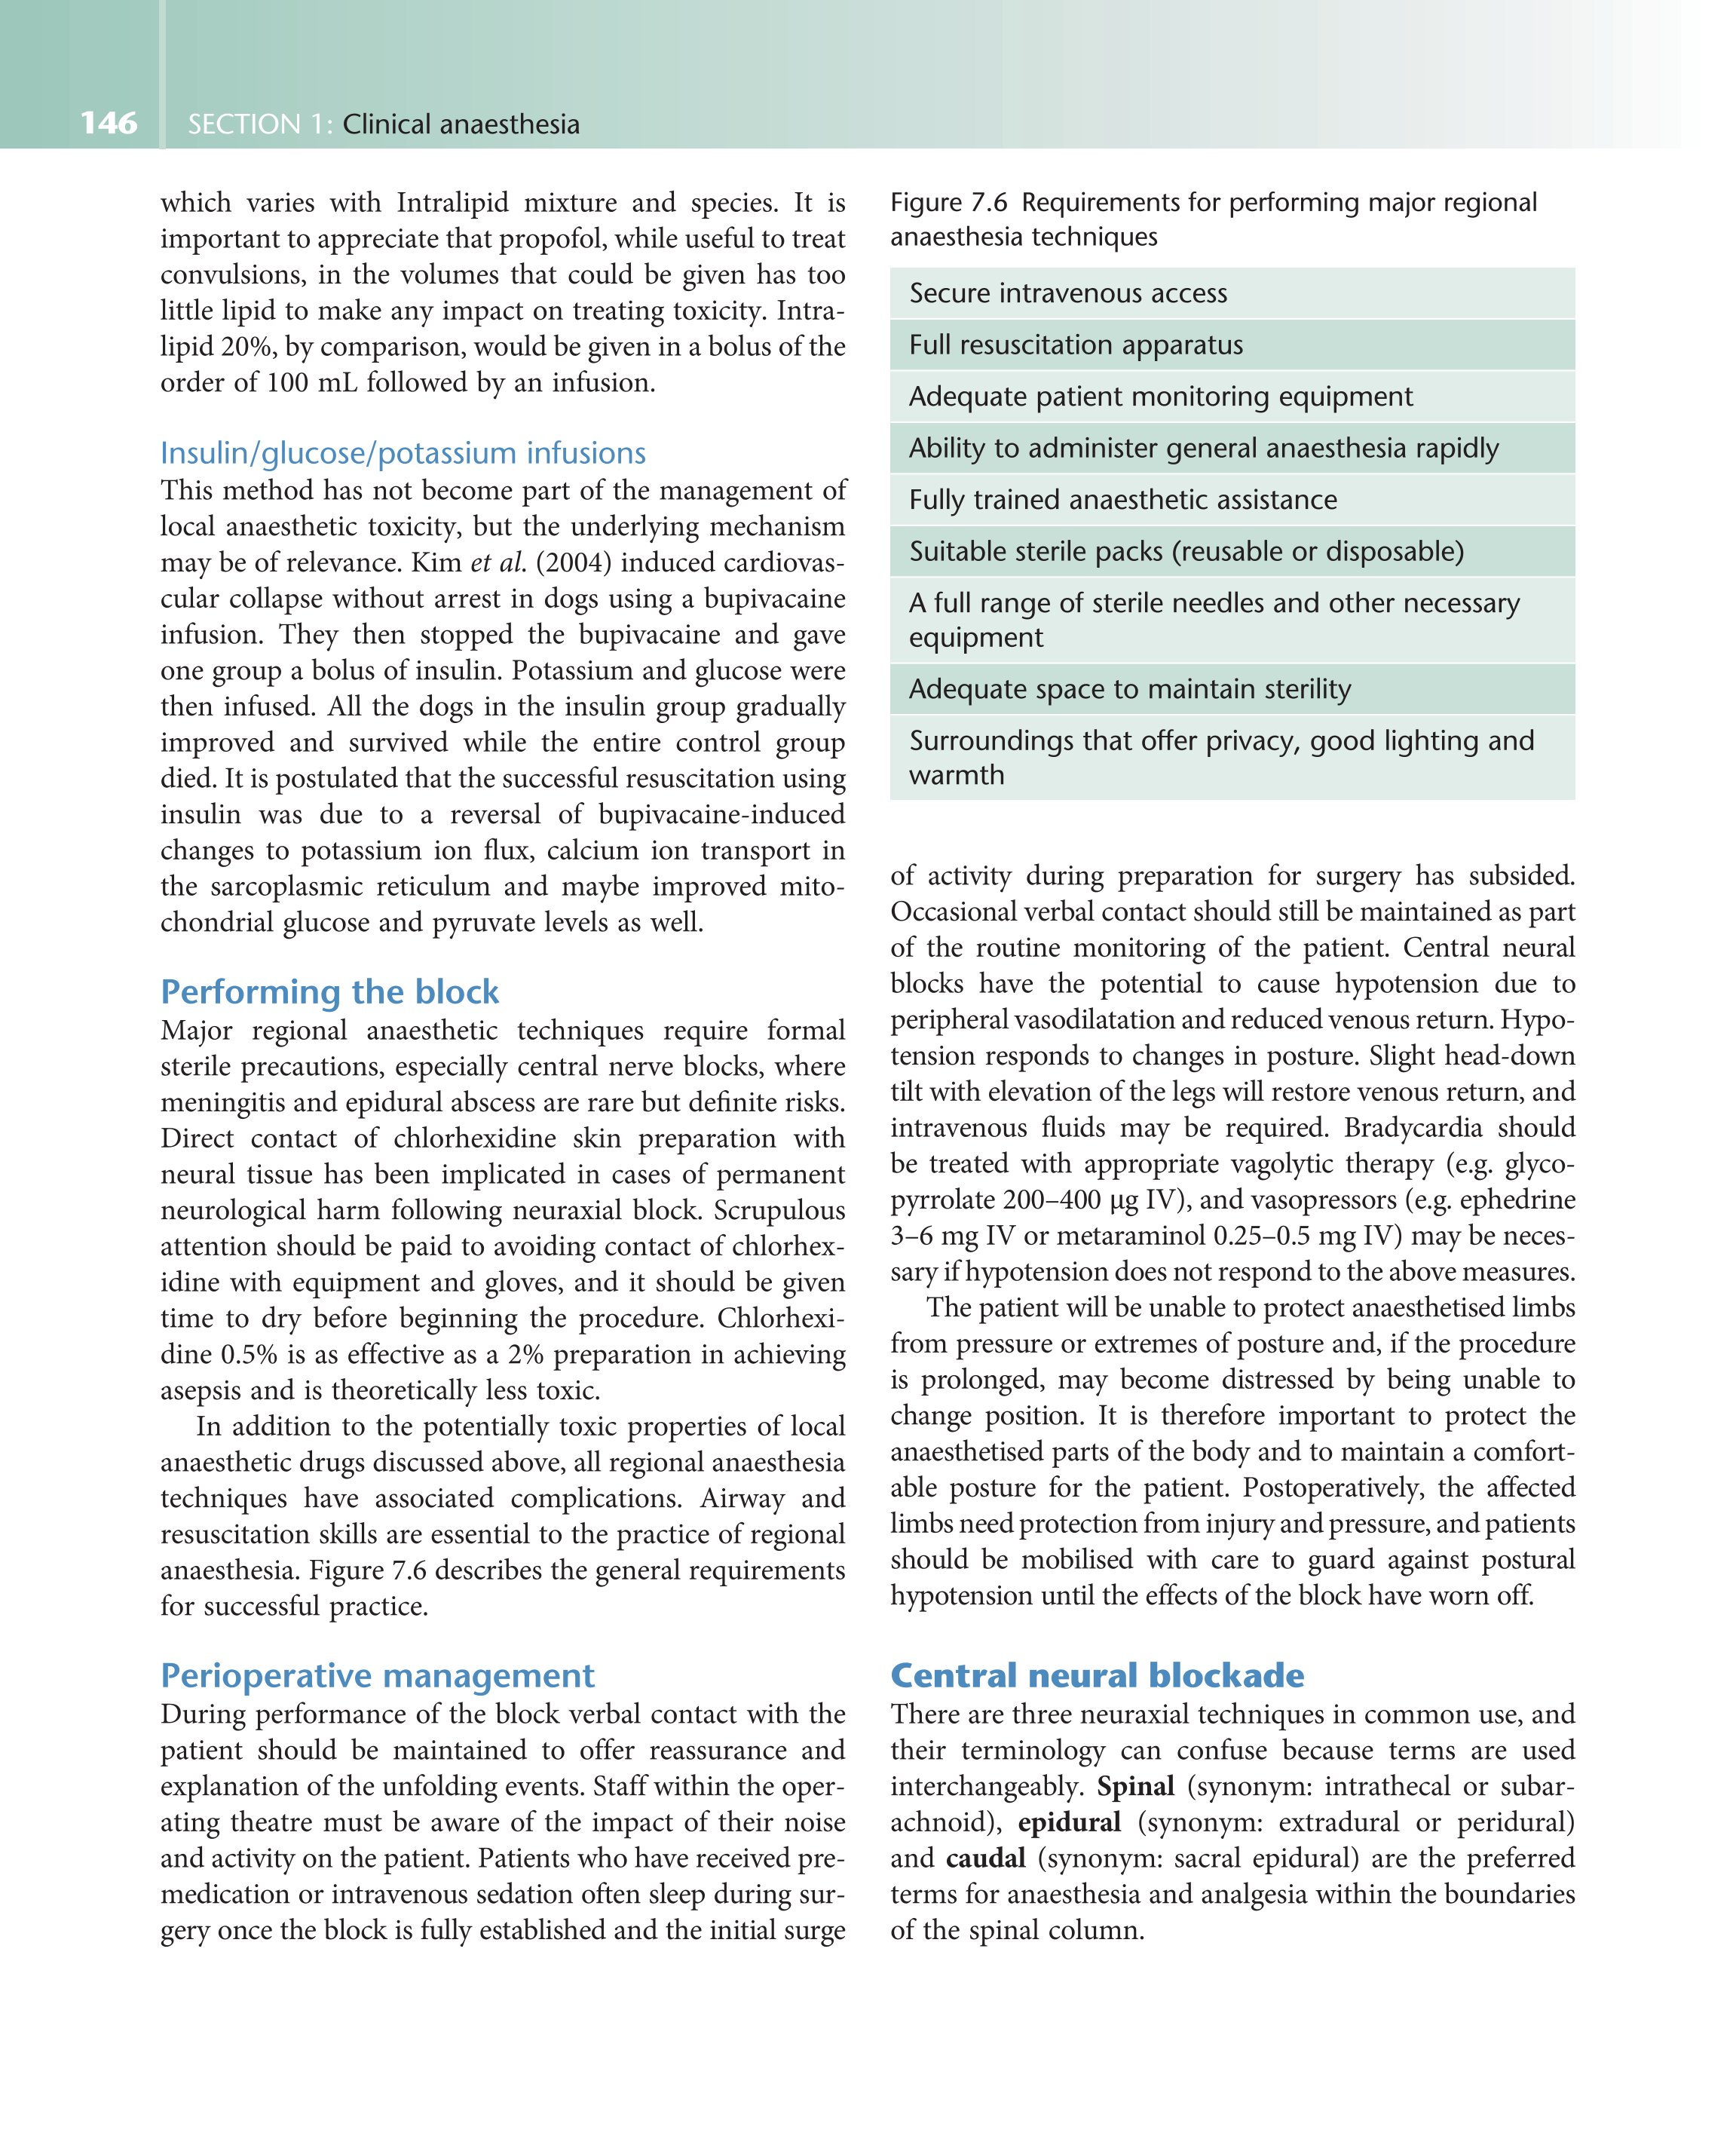 146
SECTION 1: Clinical anaesthesia
which varies with Intralipid mixture and species. It is
important to appreciate that propofol, while useful to treat
convulsions, in the volumes that could be given has too
little lipid to make any impact on treating toxicity. Intra-
lipid 20%, by comparison, would be given in a bolus of the
order of 100 mL followed by an infusion.
Insulin/glucose/potassium infusions
This method has not become part of the management of
local anaesthetic toxicity, but the underlying mechanism
may be of relevance. Kim et al. (2004) induced cardiovas-
cular collapse without arrest in dogs using a bupivacaine
infusion. They then stopped the bupivacaine and gave
one group a bolus of insulin. Potassium and glucose were
then infused. All the dogs in the insulin group gradually
improved and survived while the entire control group
died. It is postulated that the successful resuscitation using
insulin was due to a reversal of bupivacaine-induced
changes to potassium ion flux, calcium ion transport in
the sarcoplasmic reticulum and maybe improved mito-
chondrial glucose and pyruvate levels as well.
Performing the block
Major regional anaesthetic techniques require formal
sterile precautions, especially central nerve blocks, where
meningitis and epidural abscess are rare but definite risks.
Direct contact of chlorhexidine skin preparation with
neural tissue has been implicated in cases of permanent
neurological harm following neuraxial block. Scrupulous
attention should be paid to avoiding contact of chlorhex-
idine with equipment and gloves, and it should be given
time to dry before beginning the procedure. Chlorhexi-
dine 0.5% is as effective as a 2% preparation in achieving
asepsis and is theoretically less toxic.
In addition to the potentially toxic properties of local
anaesthetic drugs discussed above, all regional anaesthesia
techniques have associated complications. Airway and
resuscitation skills are essential to the practice of regional
anaesthesia. Figure 7.6 describes the general requirements
for successful practice.
Perioperative management
During performance of the block verbal contact with the
patient should be maintained to offer reassurance and
explanation of the unfolding events. Staff within the oper-
ating theatre must be aware of the impact of their noise
and activity on the patient. Patients who have received pre-
medication or intravenous sedation often sleep during sur-
gery once the block is fully established and the initial surge
Figure 7.6 Requirements for performing major regional
anaesthesia techniques
Secure intravenous access
Full resuscitation apparatus
Adequate patient monitoring equipment
Ability to administer general anaesthesia rapidly
Fully trained anaesthetic assistance
Suitable sterile packs (reusable or disposable)
A full range of sterile needles and other necessary
equipment
Adequate space to maintain sterility
Surroundings that offer privacy, good lighting and
warmth
of activity during preparation for surgery has subsided.
Occasional verbal contact should still be maintained as part
of the routine monitoring of the patient. Central neural
blocks have the potential to cause hypotension due to
peripheral vasodilatation and reduced venous return. Hypo-
tension responds to changes in posture. Slight head-down
tilt with elevation of the legs will restore venous return, and
intravenous fluids may be required. Bradycardia should
be treated with appropriate vagolytic therapy (e.g. glyco-
pyrrolate 200–400 μg IV), and vasopressors (e.g. ephedrine
3–6 mg IV or metaraminol 0.25–0.5 mg IV) may be neces-
sary if hypotension does not respond to the above measures.
The patient will be unable to protect anaesthetised limbs
from pressure or extremes of posture and, if the procedure
is prolonged, may become distressed by being unable to
change position. It is therefore important to protect the
anaesthetised parts of the body and to maintain a comfort-
able posture for the patient. Postoperatively, the affected
limbs need protection from injury and pressure, and patients
should be mobilised with care to guard against postural
hypotension until the effects of the block have worn off.
Central neural blockade
There are three neuraxial techniques in common use, and
their terminology can confuse because terms are used
interchangeably. Spinal (synonym: intrathecal or subar-
achnoid), epidural (synonym: extradural or peridural)
and caudal (synonym: sacral epidural) are the preferred
terms for anaesthesia and analgesia within the boundaries
of the spinal column.